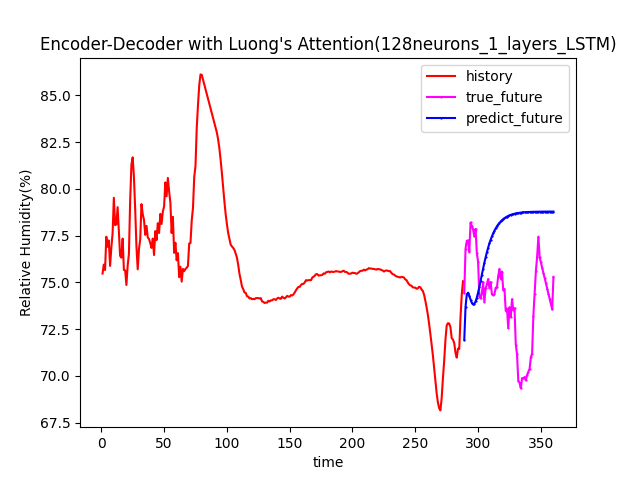 Encoder-Decoder with Luong's Attention(128neurons_1_layers_LSTM)
history
true_future
predict_future
Relative Humidity(%)
85.0
82.5
80.0
77.5
75.0
72.5
70.0
67.5
0 50 100 150 200 250 300 350
time